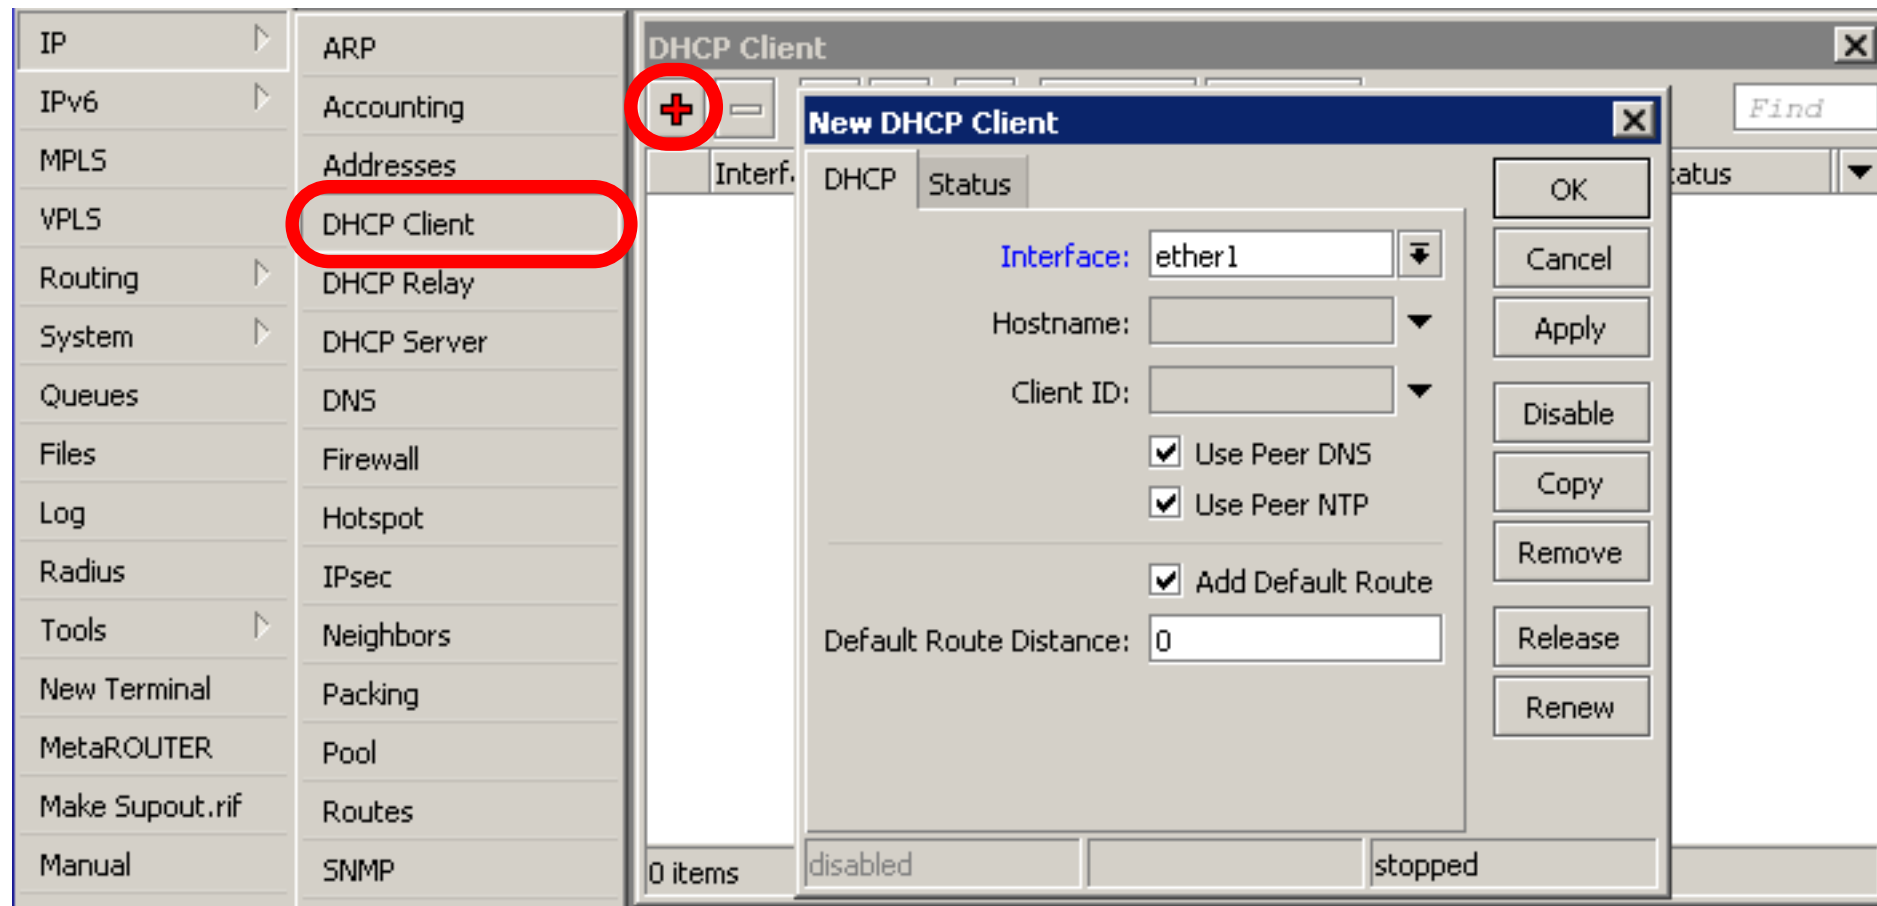 IP
IPv6
MPLS
VPLS
Routing
System
Queues
Files
Log
Radius
Tools
New Terminal
MetaROUTER
Make Supout.rif
Manual
ARP
Accounting
Addresses
DHCP Client
DHCP Relay
DHCP Server
DNS
Firewall
Hotspot
IPsec
Neighbors
Packing
Pool
Routes
SNMP
DHCP Client
Find
0 items
New DHCP Client
DHCP Status
Interface: ether1
Hostname:
Client ID:
Use Peer DNS
Use Peer NTP
Add Default Route
Default Route Distance: 0
OK
Cancel
Apply
Disable
Copy
Remove
Release
Renew
disabled
stopped